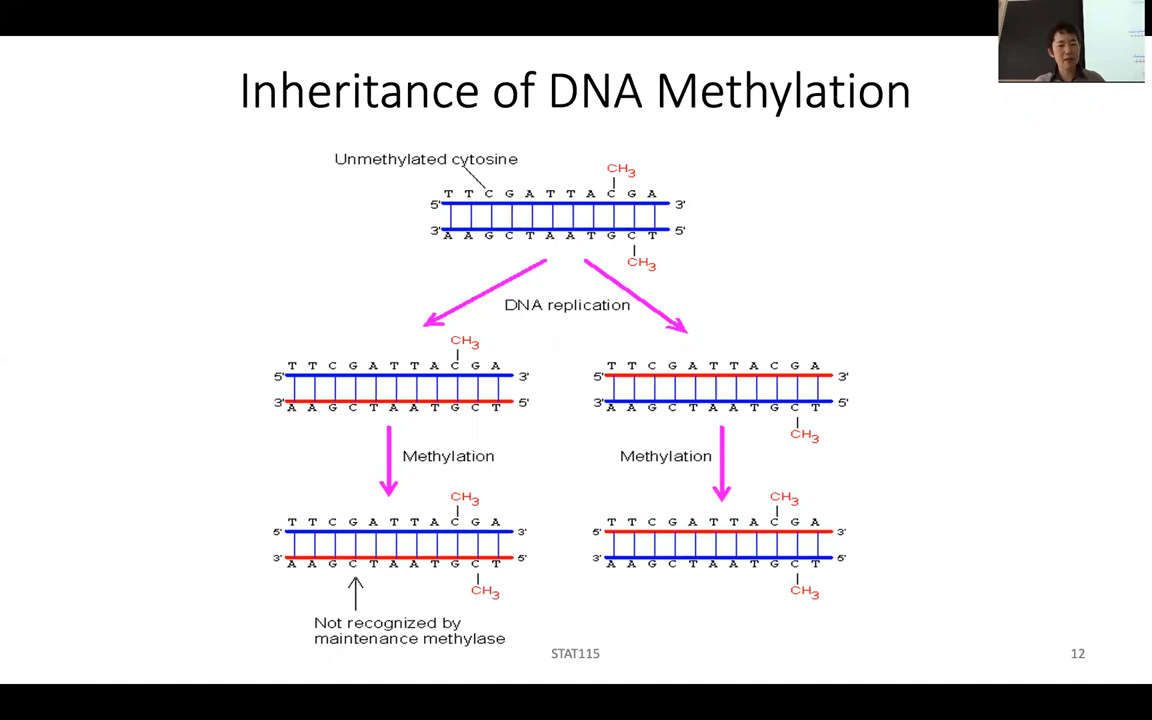 Inheritance of DNA Methylation
Unmethylated cytosine
CH3
T T C G A T T A C G A
5' 3'
3' 5'
A A G C T A A T G C T
CH3
DNA replication
CH3
T T C G A T T A C G A
5' 3'
3' 5'
A A G C T A A T G C T
T T C G A T T A C G A
5' 3'
3' 5'
A A G C T A A T G C T
CH3
Methylation
Methylation
CH3
T T C G A T T A C G A
5' 3'
3' 5'
A A G C T A A T G C T
CH3
CH3
T T C G A T T A C G A
5' 3'
3' 5'
A A G C T A A T G C T
CH3
Not recognized by
maintenance methylase
STAT115
12